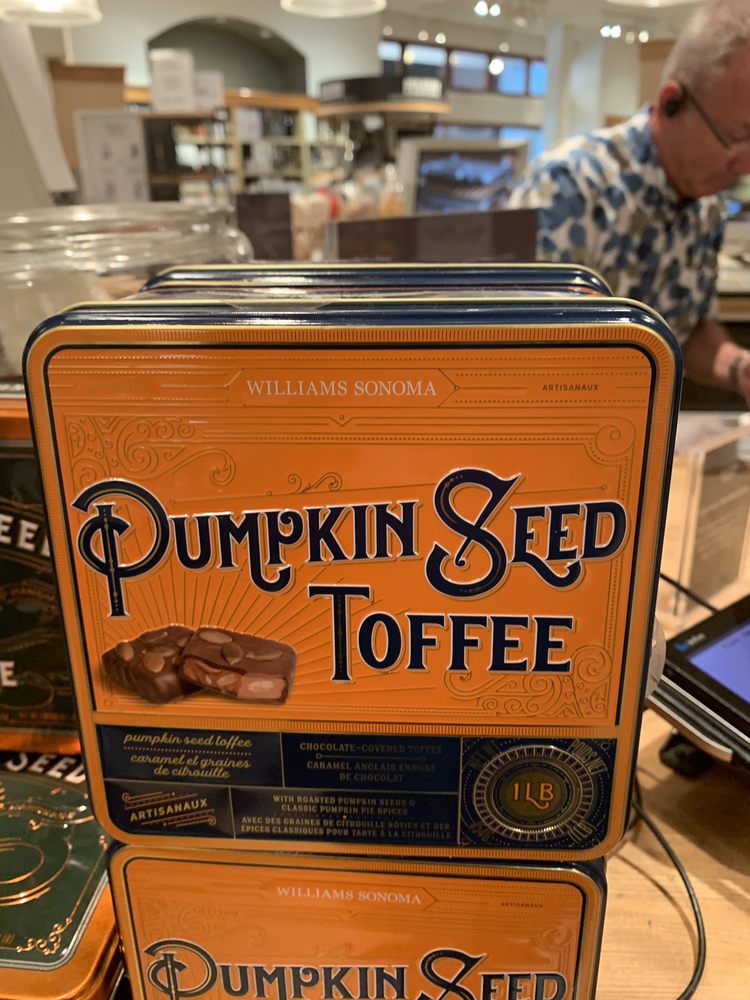 WILLIAMS SONOMA
ARTISANAUX
PUMPKIN SEED
TOFFEE
pumpkin seed toffee
caramel et graines
de citrouille
CHOCOLATE-COVERED TOFFEE
CARAMEL ANGLAIS ENROBÉ
DE CHOCOLAT
ARTISANAUX
WITH ROASTED PUMPKIN SEEDS &
CLASSIC PUMPKIN PIE SPICES
AVEC DES GRAINES DE CITROUILLE RÔTIES ET DES
ÉPICES CLASSIQUES POUR TARTE À LA CITROUILLE
1LB
SEED
WILLIAMS SONOMA
ARTISANAUX
PUMPKIN SEED